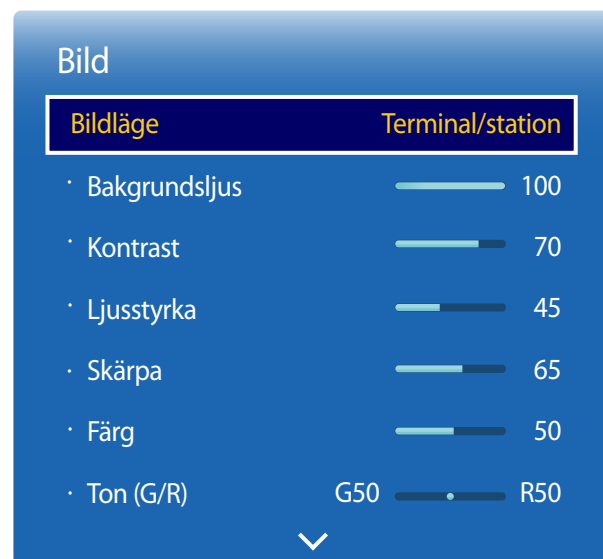 Bild
Bildläge Terminal/station
· Bakgrundsljus 100
· Kontrast 70
· Ljusstyrka 45
· Skärpa 65
· Färg 50
· Ton (G/R) G50 R50